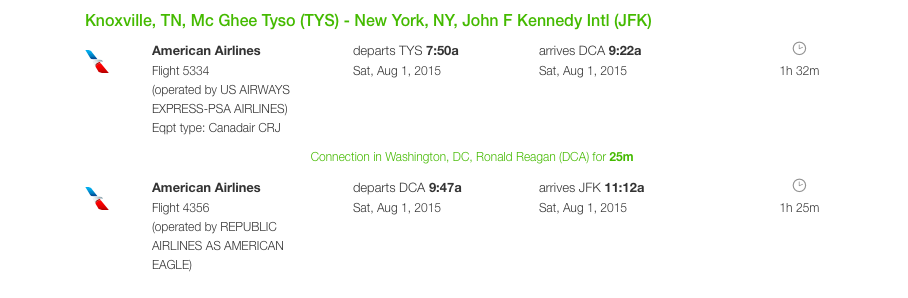 Knoxville, TN, Mc Ghee Tyso (TYS) - New York, NY, John F Kennedy Intl (JFK)
American Airlines departs TYS 7:50a arrives DCA 9:22a
Flight 5334 Sat, Aug 1, 2015 Sat, Aug 1, 2015 1h 32m
(operated by US AIRWAYS
EXPRESS-PSA AIRLINES)
Eqpt type: Canadair CRJ
Connection in Washington, DC, Ronald Reagan (DCA) for 25m
American Airlines departs DCA 9:47a arrives JFK 11:12a
Flight 4356 Sat, Aug 1, 2015 Sat, Aug 1, 2015 1h 25m
(operated by REPUBLIC
AIRLINES AS AMERICAN
EAGLE)